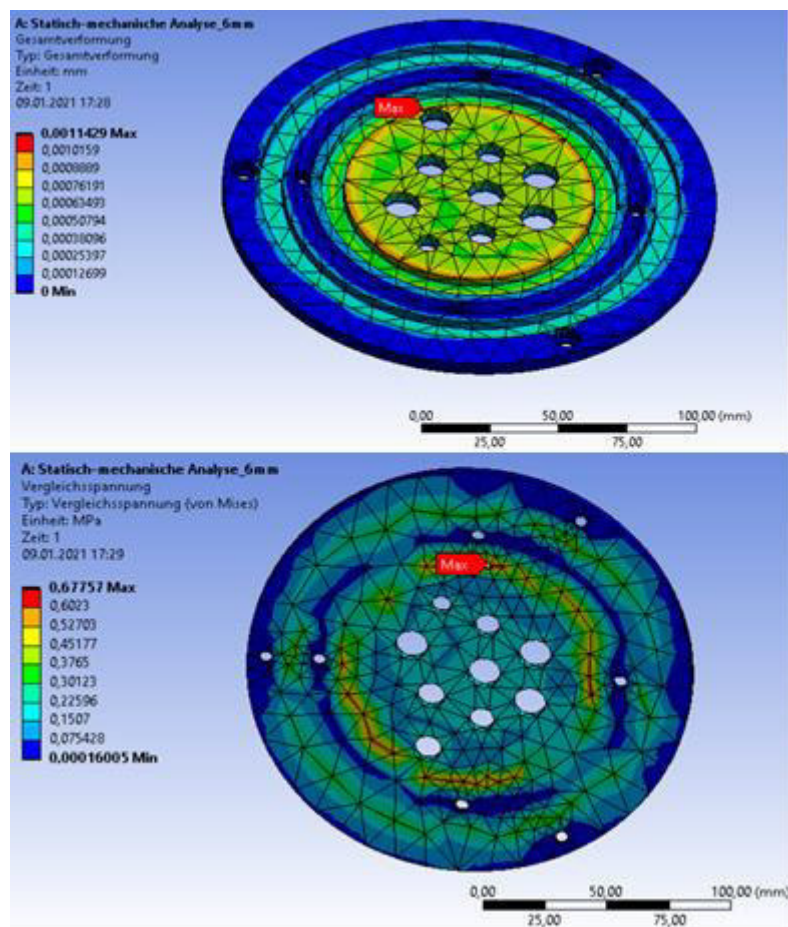 A: Statisch-mechanische Analyse_6mm
Gesamtverformung
Typ: Gesamtverformung
Einheit: mm
Zeit: 1
09.01.2021 17:28
0,0011429 Max
0,0010159
0,0008889
0,00076191
0,00063493
0,00050794
0,00038096
0,00025397
0,00012699
0 Min
Max
0,00 50,00 100,00 (mm)
25,00 75,00
A: Statisch-mechanische Analyse_6mm
Vergleichsspannung
Typ: Vergleichsspannung (von Mises)
Einheit: MPa
Zeit: 1
09.01.2021 17:29
0,67757 Max
0,6023
0,52703
0,45177
0,3765
0,30123
0,22596
0,1507
0,075428
0,00016005 Min
Max
0,00 50,00 100,00 (mm)
25,00 75,00